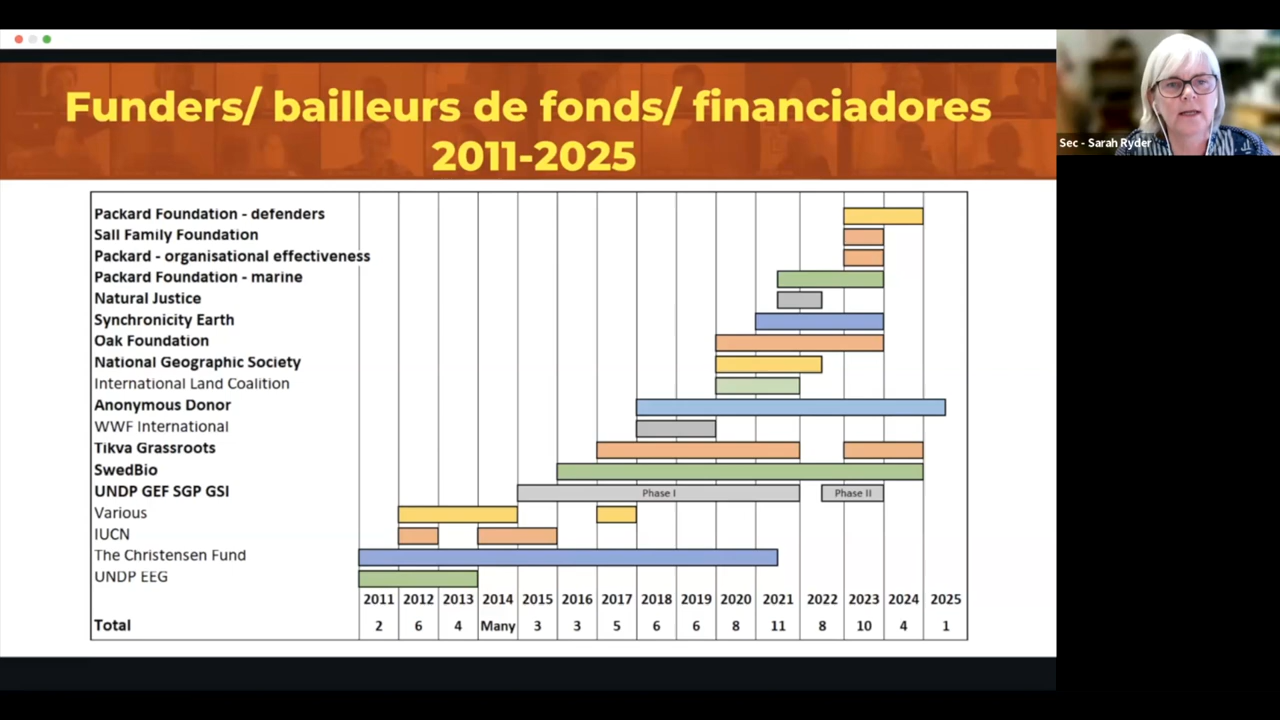 Funders/ bailleurs de fonds/ financiadores
2011-2025
Sec - Sarah Ryder
Packard Foundation - defenders
Sall Family Foundation
Packard - organisational effectiveness
Packard Foundation - marine
Natural Justice
Synchronicity Earth
Oak Foundation
National Geographic Society
International Land Coalition
Anonymous Donor
WWF International
Tikva Grassroots
SwedBio
UNDP GEF SGP GSI Phase I Phase II
Various
IUCN
The Christensen Fund
UNDP EEG
2011 2012 2013 2014 2015 2016 2017 2018 2019 2020 2021 2022 2023 2024 2025
Total 2 6 4 Many 3 3 5 6 6 8 11 8 10 4 1